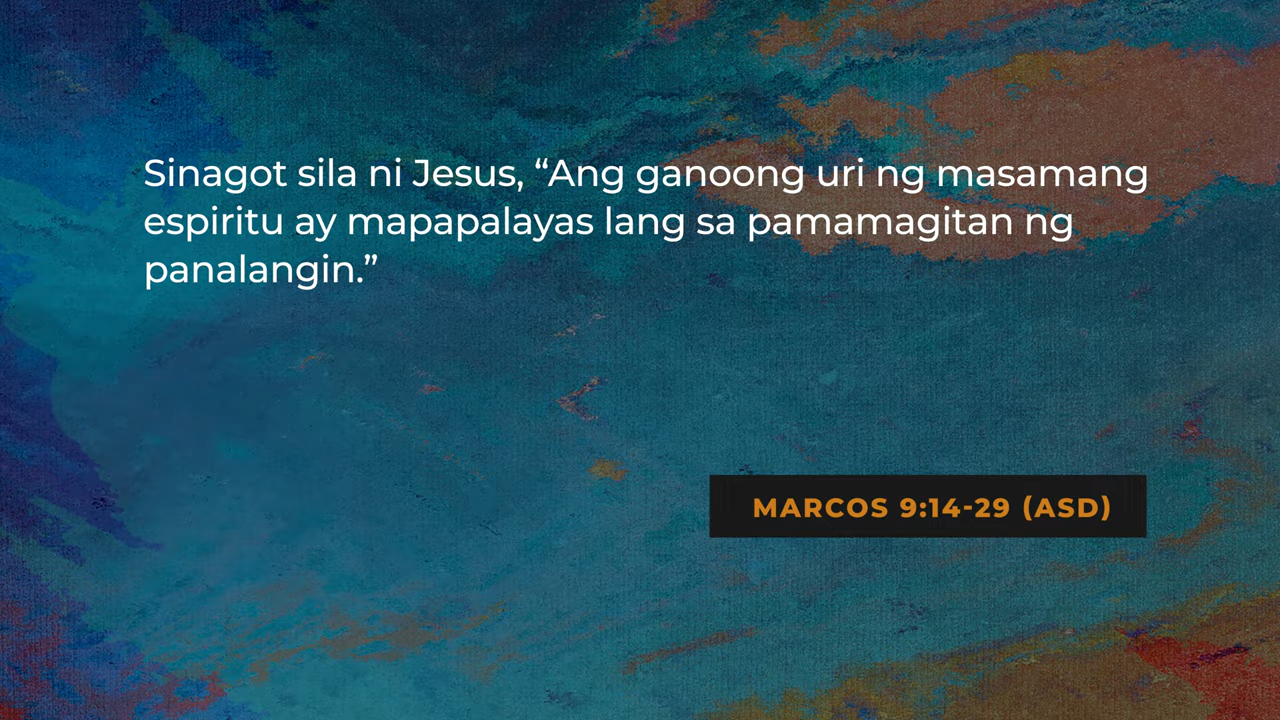 Sinagot sila ni Jesus, “Ang ganoong uri ng masamang
espiritu ay mapapalayas lang sa pamamagitan ng
panalangin.”
MARCOS 9:14-29 (ASD)